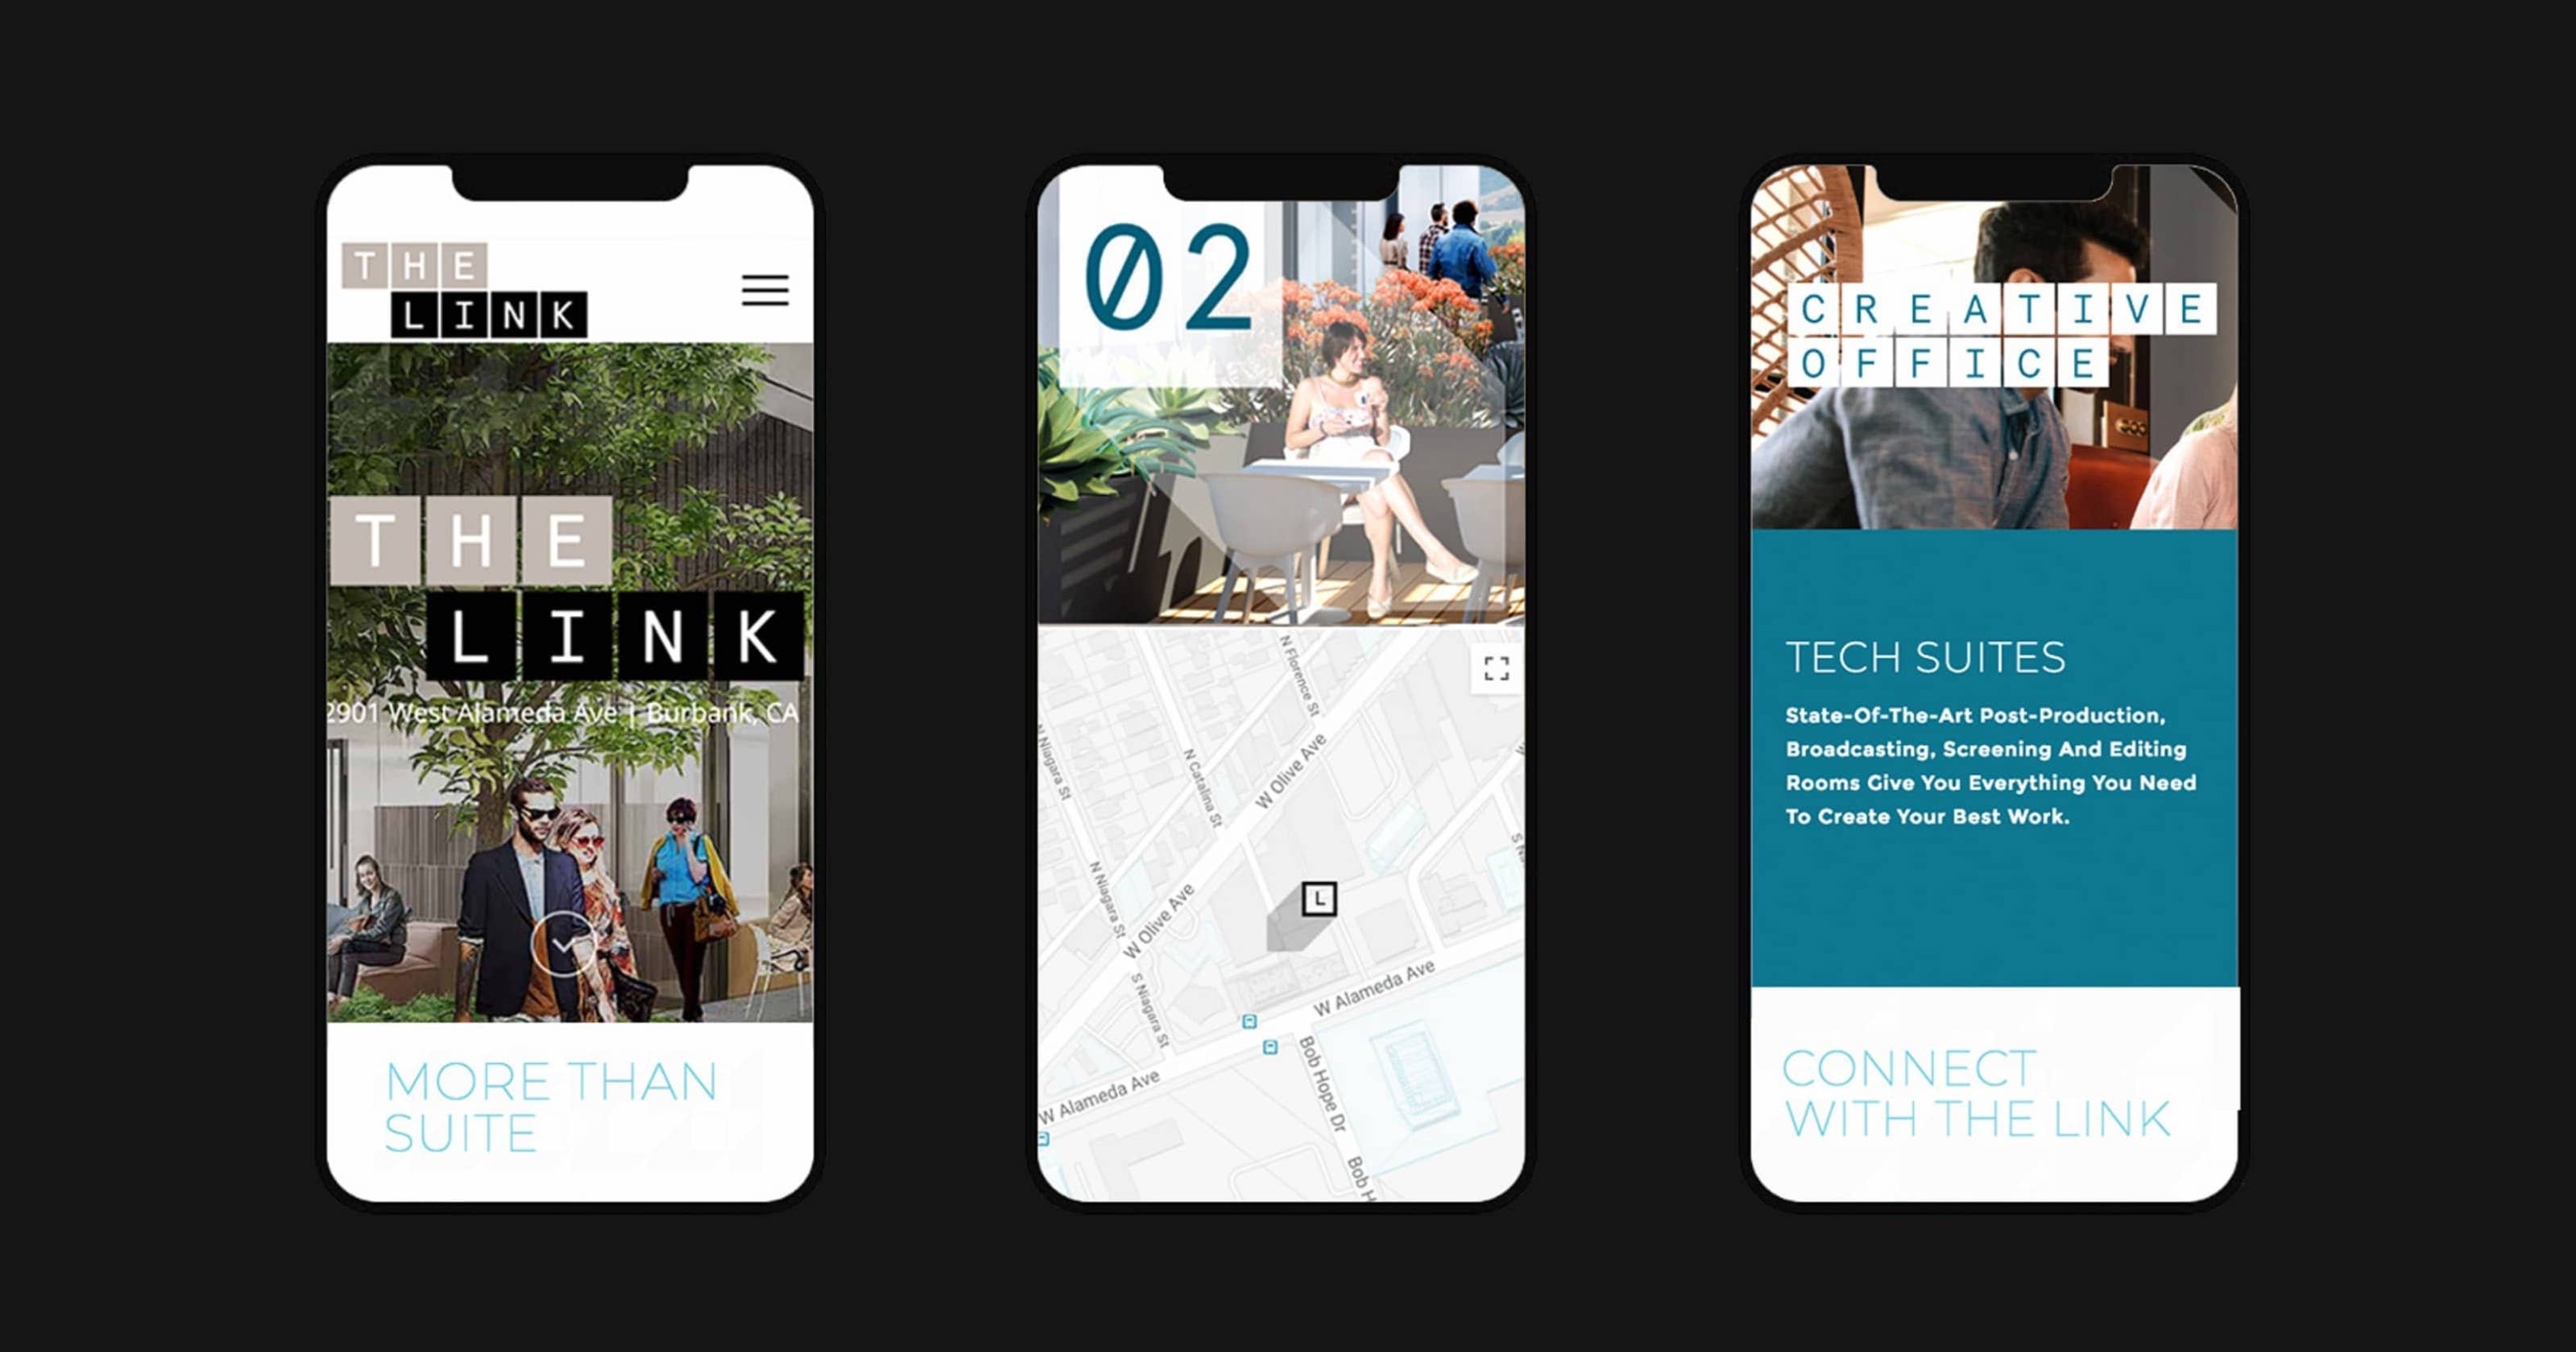 THE
LINK
THE
LINK
2901 West Alameda Ave | Burbank, CA
MORE THAN
SUITE
02
N Florence St
N Niagara St
N Catalina St
W Olive Ave
N Niagara St
W Olive Ave
L
S Niagara St
W Alameda Ave
W Alameda Ave
Bob Hope Dr
Bob H
CREATIVE
OFFICE
TECH SUITES
State-Of-The-Art Post-Production,
Broadcasting, Screening And Editing
Rooms Give You Everything You Need
To Create Your Best Work.
CONNECT
WITH THE LINK